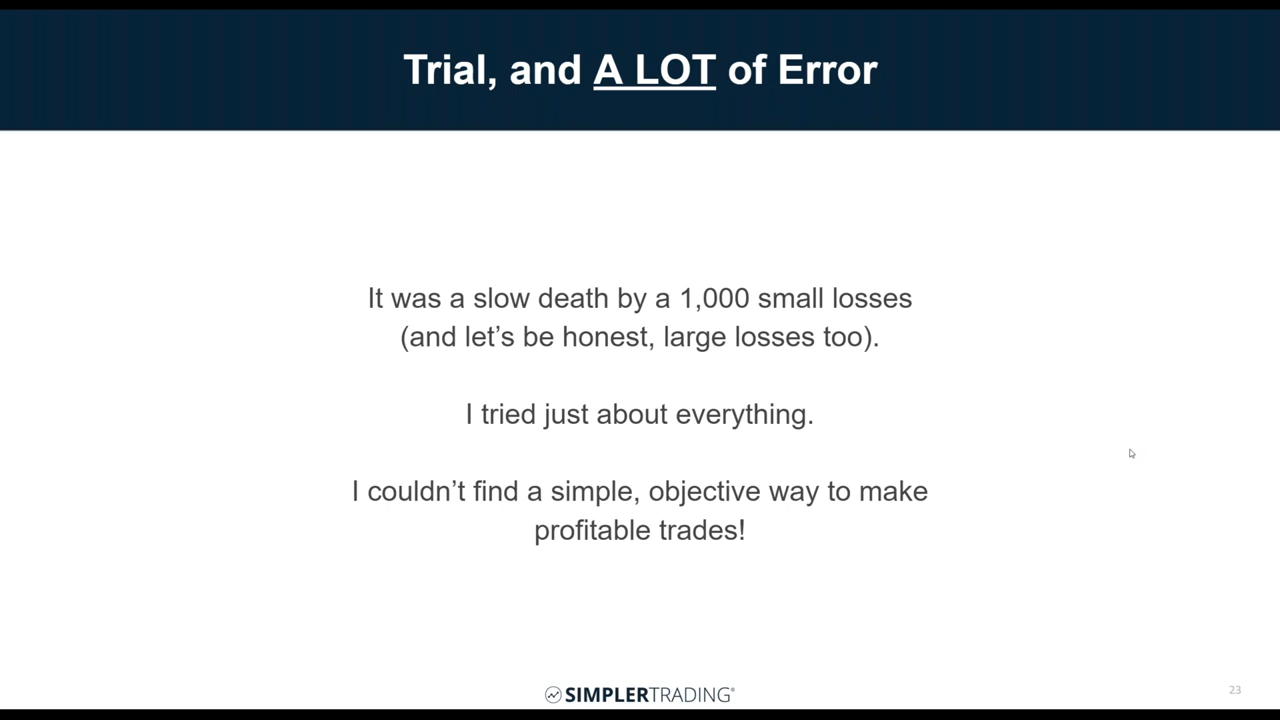 Trial, and A LOT of Error
It was a slow death by a 1,000 small losses
(and let’s be honest, large losses too).
I tried just about everything.
I couldn’t find a simple, objective way to make
profitable trades!
SIMPLERTRADING®
23